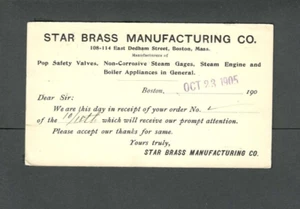 STAR BRASS MANUFACTURING CO.
108-114 East Dedham Street, Boston, Mass.
Manufacturers of
Pop Safety Valves, Non-Corrosive Steam Gages, Steam Engine and
Boiler Appliances in General.
Boston, OCT 23 1905 190
Dear Sir:
We are this day in receipt of your order No.
of the which will receive our prompt attention.
Please accept our thanks for same.
Yours truly,
STAR BRASS MANUFACTURING CO.